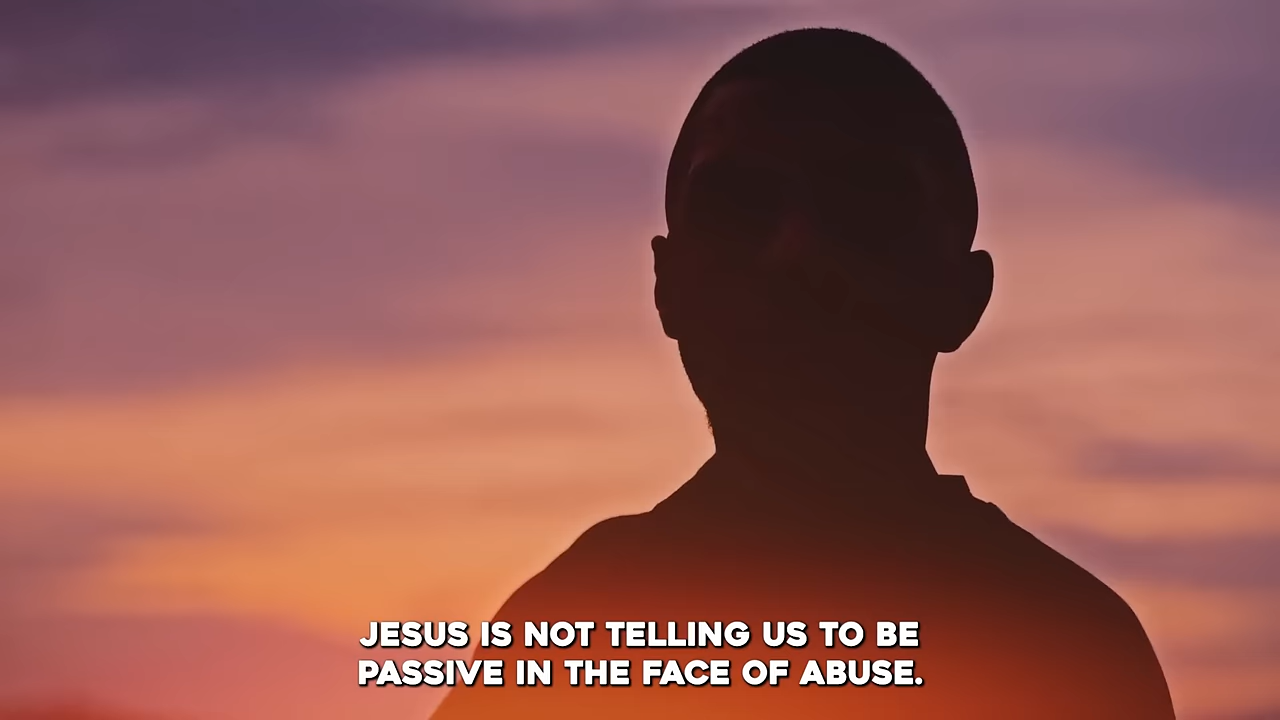 JESUS IS NOT TELLING US TO BE
PASSIVE IN THE FACE OF ABUSE.